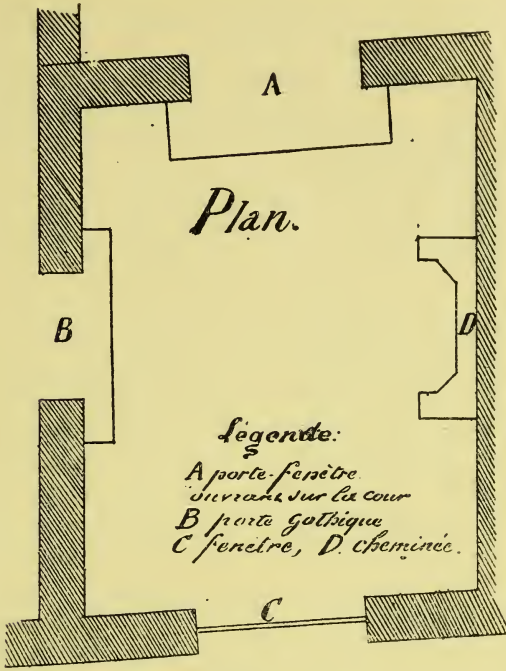 A
Plan.
B
D
Légende:
A porte-fenêtre
ouvrant sur la cour
B porte gothique
C fenêtre, D. cheminée.
C